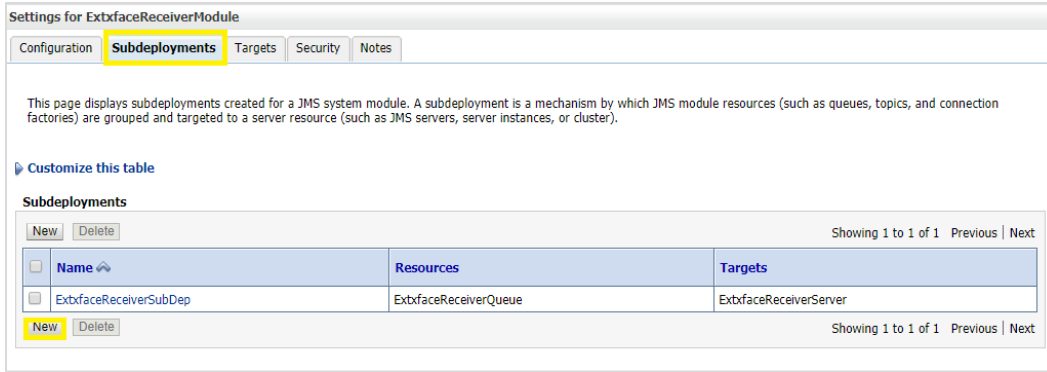 Settings for ExtxfaceReceiverModule
Configuration Subdeployments Targets Security Notes
This page displays subdeployments created for a JMS system module. A subdeployment is a mechanism by which JMS module resources (such as queues, topics, and connection
factories) are grouped and targeted to a server resource (such as JMS servers, server instances, or cluster).
Customize this table
Subdeployments
New Delete Showing 1 to 1 of 1 Previous | Next
Name Resources Targets
ExtxfaceReceiverSubDep ExtxfaceReceiverQueue ExtxfaceReceiverServer
New Delete Showing 1 to 1 of 1 Previous | Next